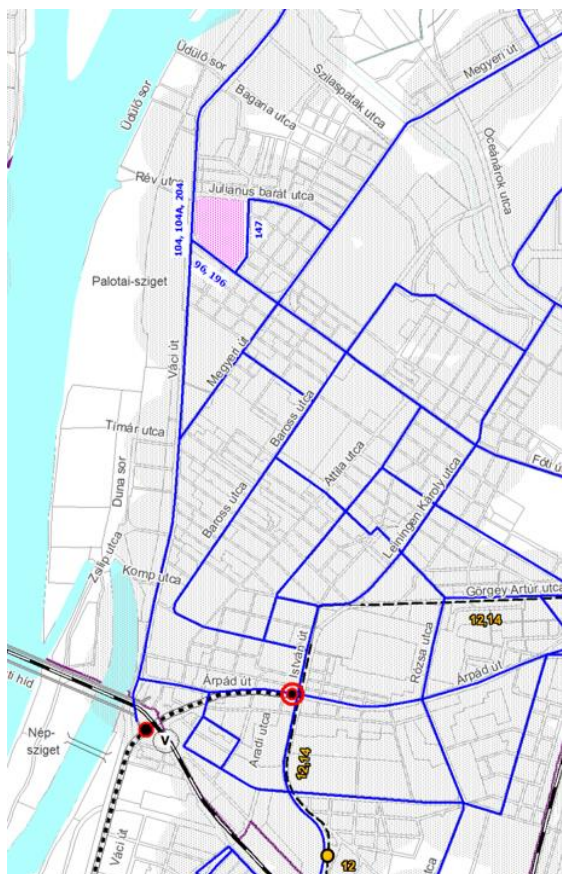 Üdülő sor
Megyeri út
Szilaspatak utca
Bagaria utca
Üdülő sor
Óceánárok utca
Rév utca
Julianus barát utca
104, 104A, 204
147
96, 196
Palotai-sziget
Váci út
Megyeri út
Baross utca
Tímár utca
Attila utca
Leiningen Károly utca
Fóti ú
Duna sor
Baross utca
Zsilip utca
Komp utca
Görgey Artúr utca
12,14
István út
Rózsa utca
Árpád út
Árpád út
ti híd
Nép-
sziget
V
Aradi utca
12,14
Váci út
12